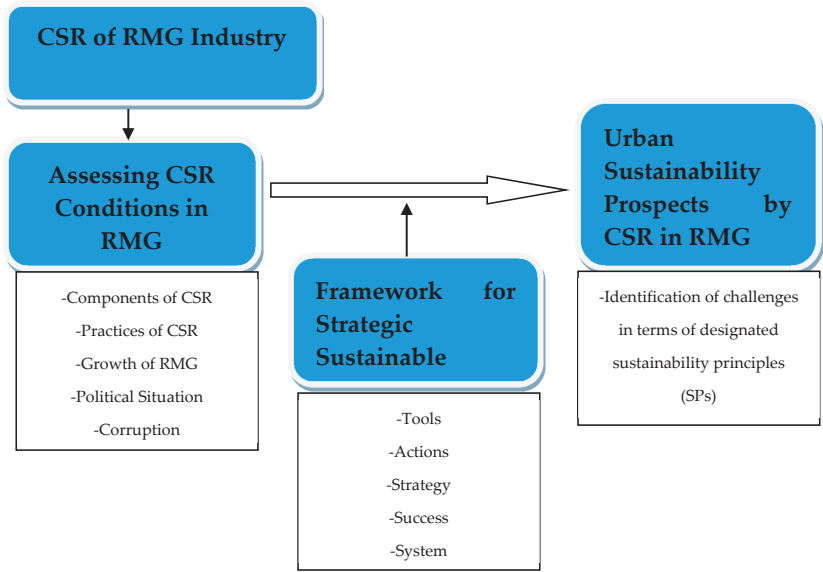 CSR of RMG Industry
Assessing CSR
Conditions in
RMG
-Components of CSR
-Practices of CSR
-Growth of RMG
-Political Situation
-Corruption
Framework for
Strategic
Sustainable
-Tools
-Actions
-Strategy
-Success
-System
Urban
Sustainability
Prospects by
CSR in RMG
-Identification of challenges
in terms of designated
sustainability principles
(SPs)